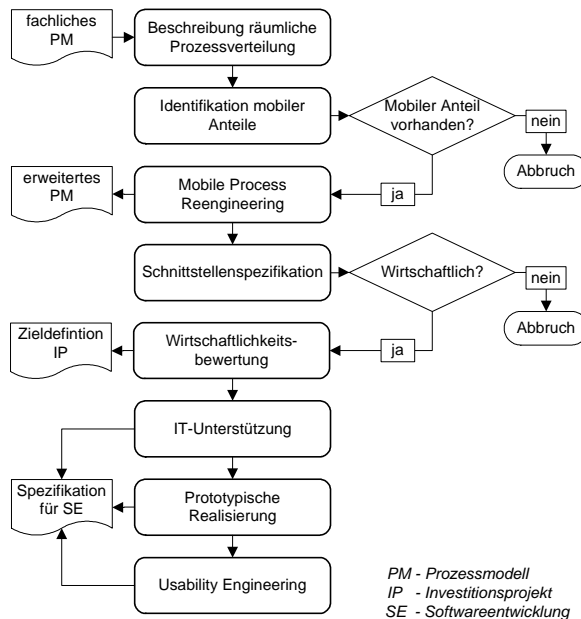 fachliches
PM
Beschreibung räumliche
Prozessverteilung
Identifikation mobiler
Anteile
Mobiler Anteil
vorhanden?
nein
Abbruch
ja
erweitertes
PM
Mobile Process
Reengineering
Schnittstellenspezifikation
Wirtschaftlich?
nein
Abbruch
ja
Zieldefintion
IP
Wirtschaftlichkeits-
bewertung
IT-Unterstützung
Spezifikation
für SE
Prototypische
Realisierung
Usability Engineering
PM - Prozessmodell
IP - Investitionsprojekt
SE - Softwareentwicklung